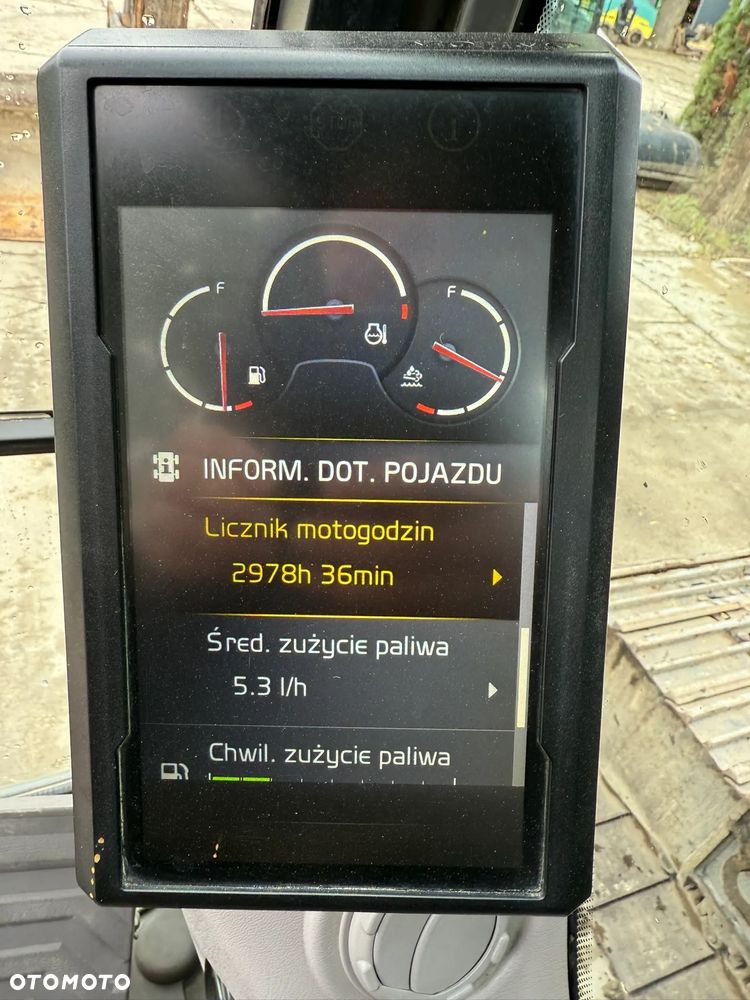 F
F
INFORM. DOT. POJAZDU
Licznik motogodzin
2978h 36min
Śred. zużycie paliwa
5.3 l/h
Chwil. zużycie paliwa
OTOMOTO